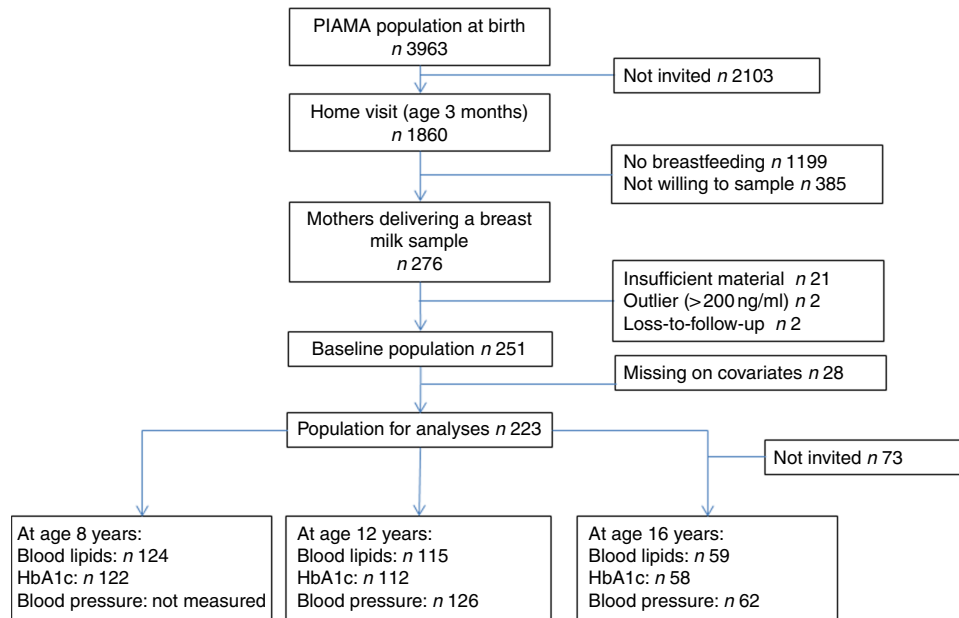 PIAMA population at birth
n 3963
Not invited n 2103
Home visit (age 3 months)
n 1860
No breastfeeding n 1199
Not willing to sample n 385
Mothers delivering a breast
milk sample
n 276
Insufficient material n 21
Outlier (>200 ng/ml) n 2
Loss-to-follow-up n 2
Baseline population n 251
Missing on covariates n 28
Population for analyses n 223
Not invited n 73
At age 8 years:
Blood lipids: n 124
HbA1c: n 122
Blood pressure: not measured
At age 12 years:
Blood lipids: n 115
HbA1c: n 112
Blood pressure: n 126
At age 16 years:
Blood lipids: n 59
HbA1c: n 58
Blood pressure: n 62